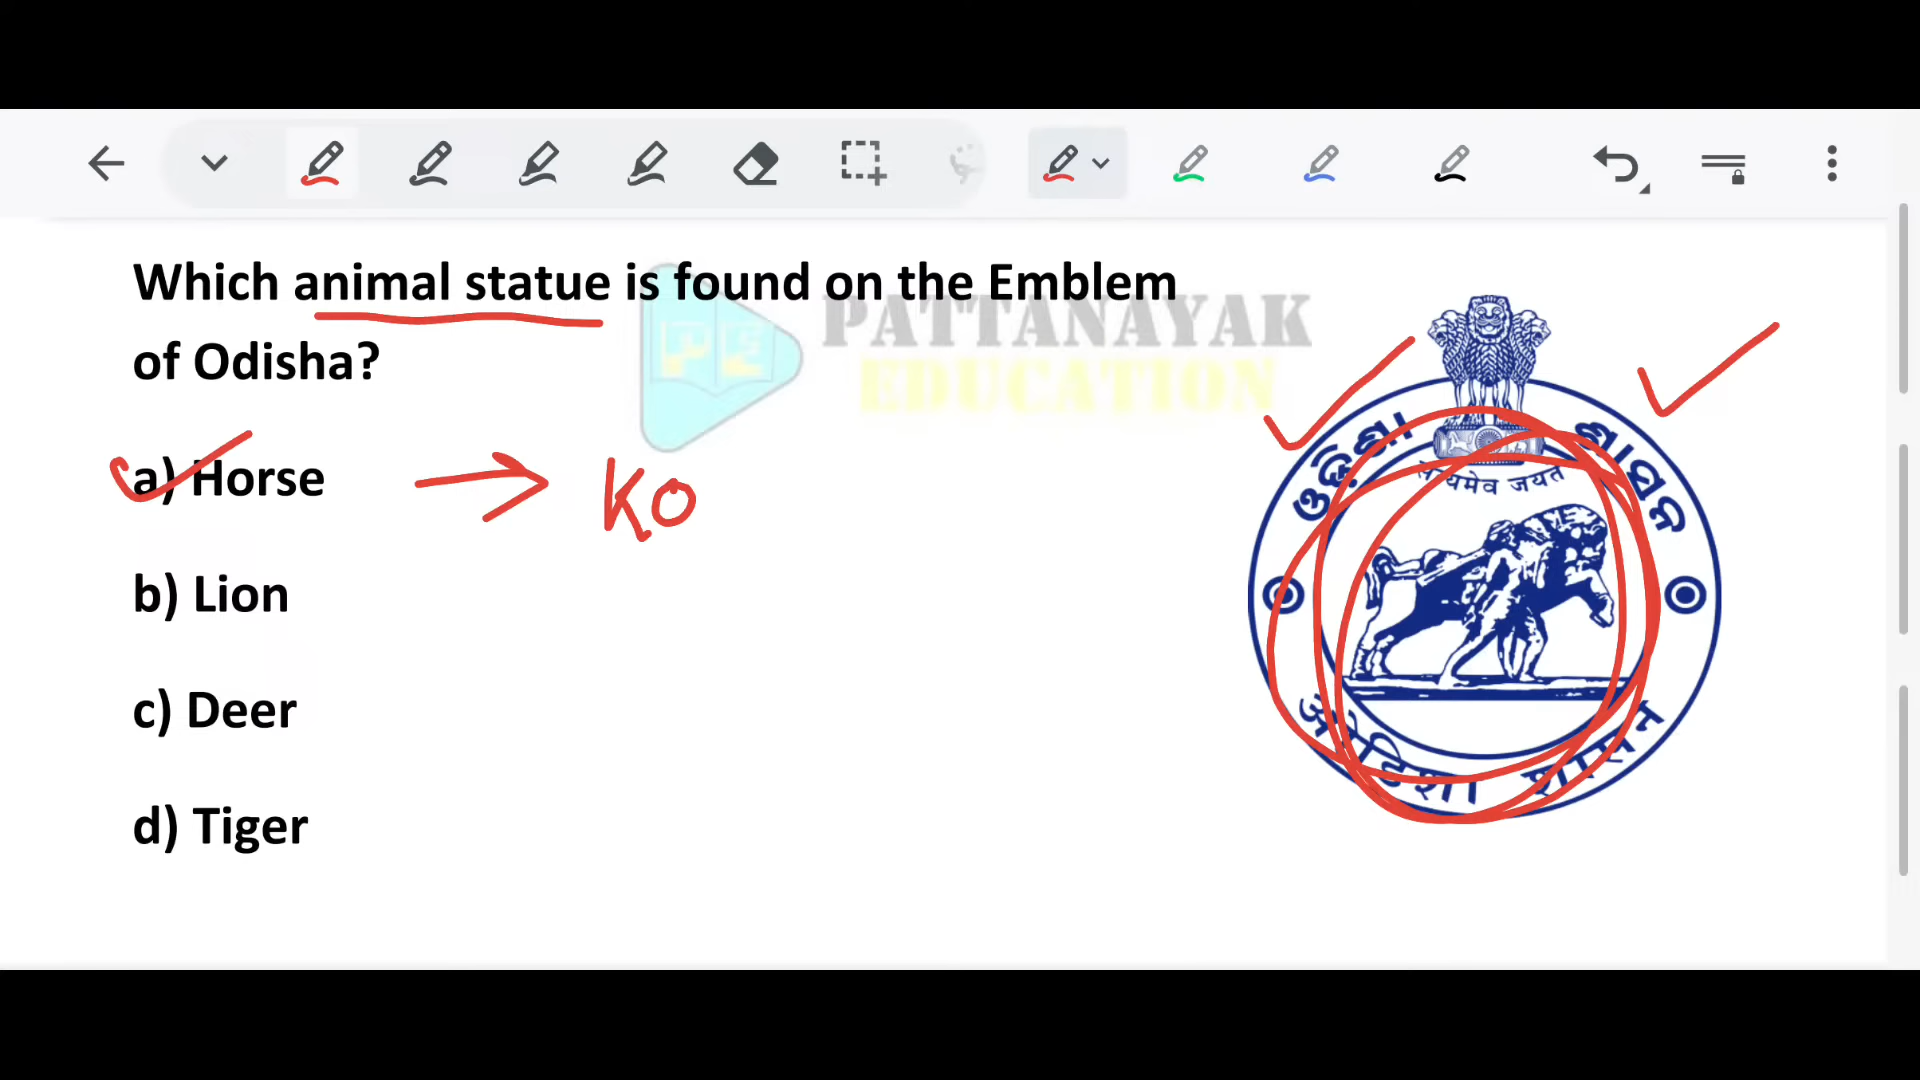 Which animal statue is found on the Emblem
of Odisha?
PATTANAYAK
EDUCATION
a) Horse
KO
b) Lion
c) Deer
d) Tiger
ଓଡ଼ିଶା ଶାସନ
सत्यमेव जयते
ओड़िशा शासन